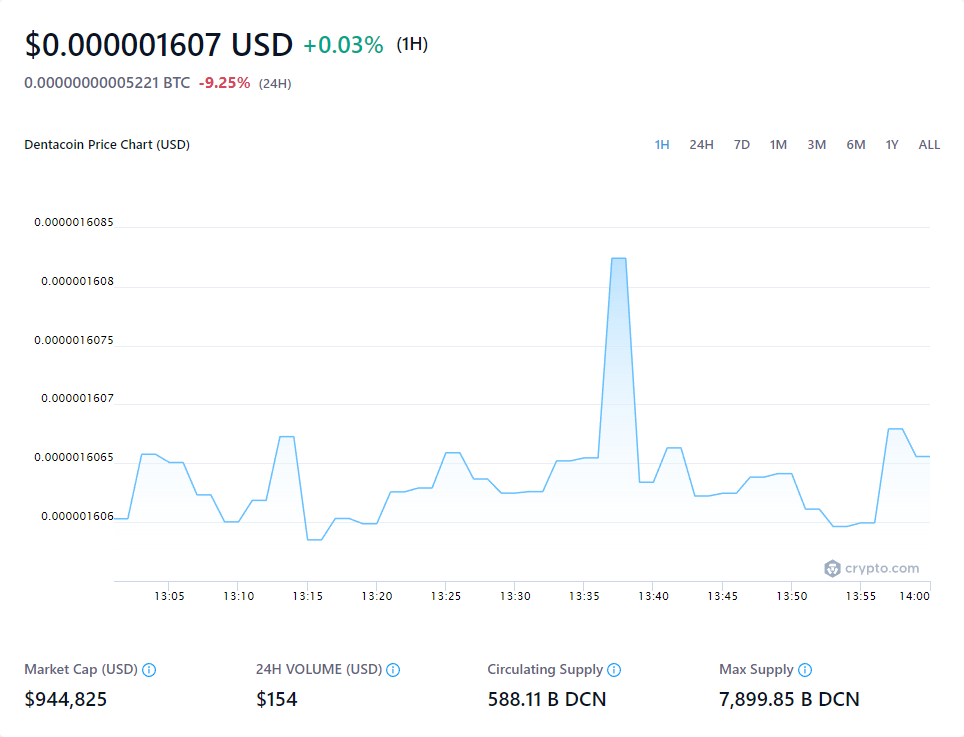 $0.000001607 USD +0.03% (1H)
0.00000000005221 BTC -9.25% (24H)
Dentacoin Price Chart (USD) 1H 24H 7D 1M 3M 6M 1Y ALL
0.0000016085
0.000001608
0.0000016075
0.000001607
0.0000016065
0.000001606
crypto.com
13:05 13:10 13:15 13:20 13:25 13:30 13:35 13:40 13:45 13:50 13:55 14:00
Market Cap (USD) 24H VOLUME (USD) Circulating Supply Max Supply
$944,825 $154 588.11 B DCN 7,899.85 B DCN